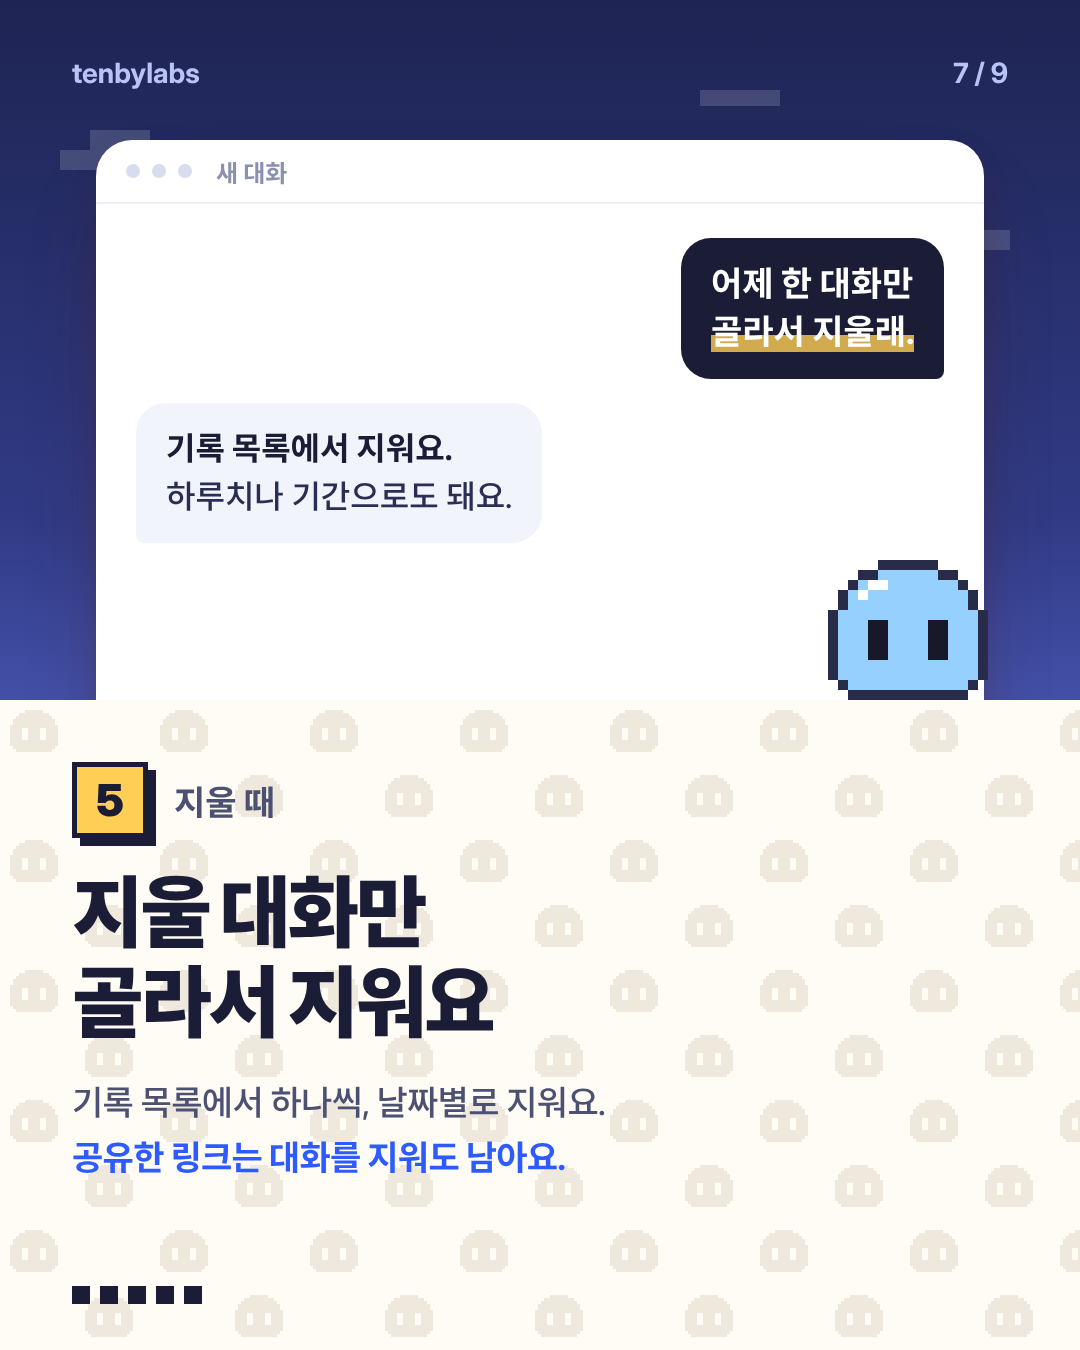 tenbylabs
7 / 9
새 대화
어제 한 대화만
골라서 지울래.
기록 목록에서 지워요.
하루치나 기간으로도 돼요.
5
지울 때
지울 대화만
골라서 지워요
기록 목록에서 하나씩, 날짜별로 지워요.
공유한 링크는 대화를 지워도 남아요.